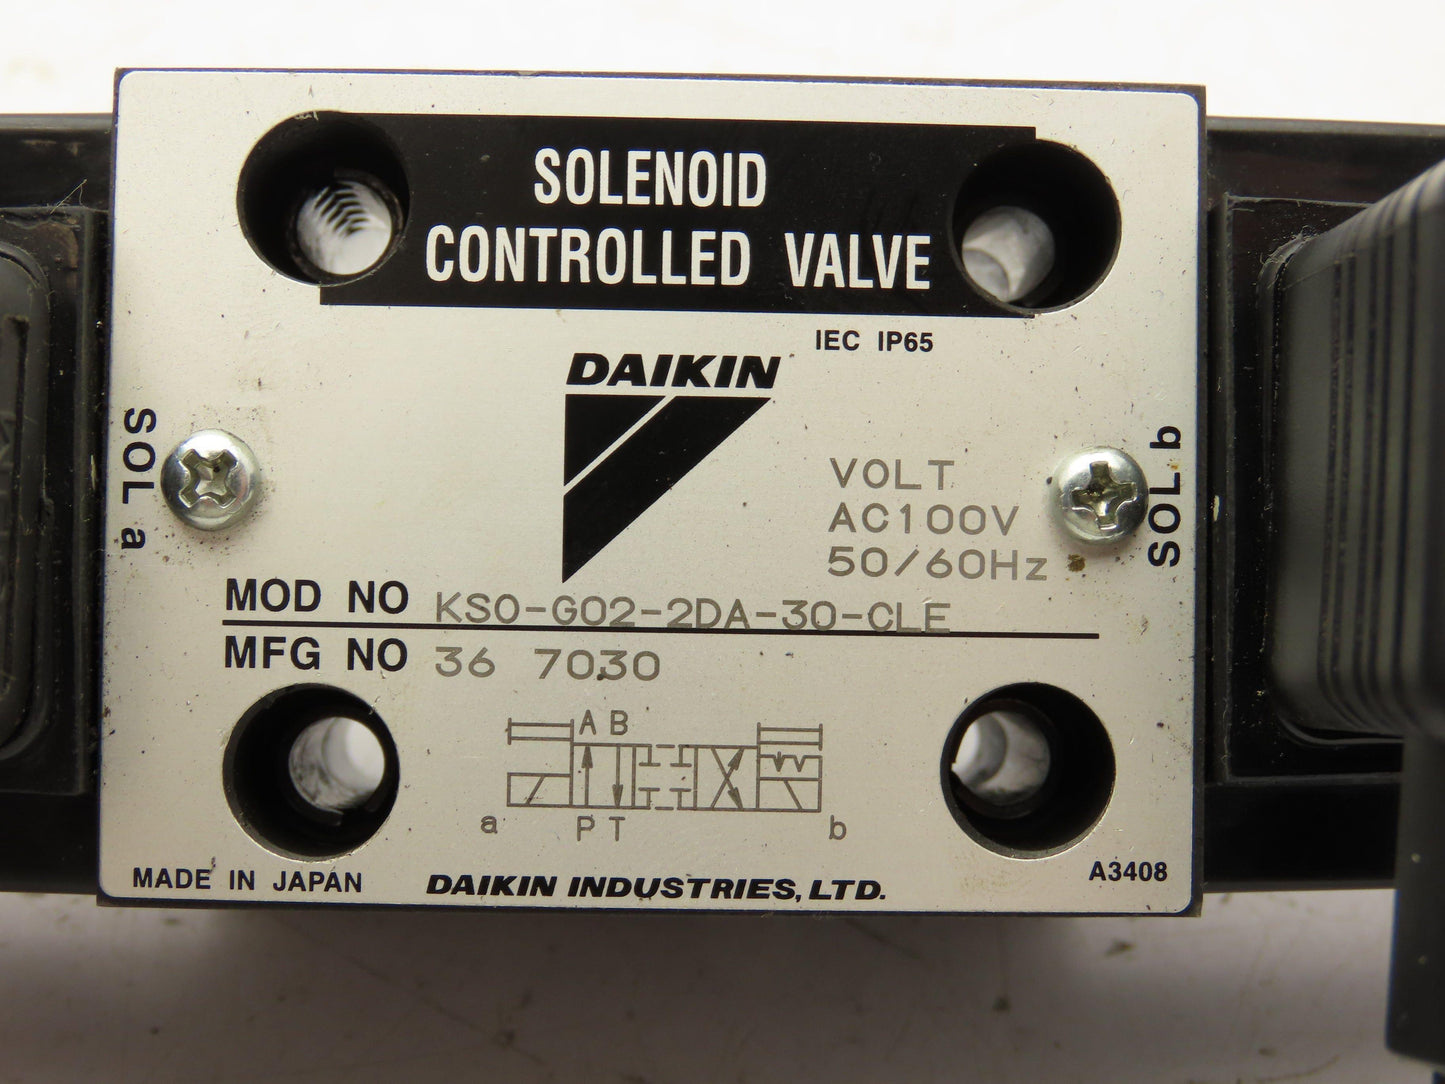 SOLENOID
CONTROLLED VALVE
IEC IP65
DAIKIN
SOL a
SOL b
VOLT
AC100V
50/60Hz
MOD NO KSO-G02-2DA-30-CLE
MFG NO 36 7030
A B
a P T b
MADE IN JAPAN DAIKIN INDUSTRIES, LTD. A3408